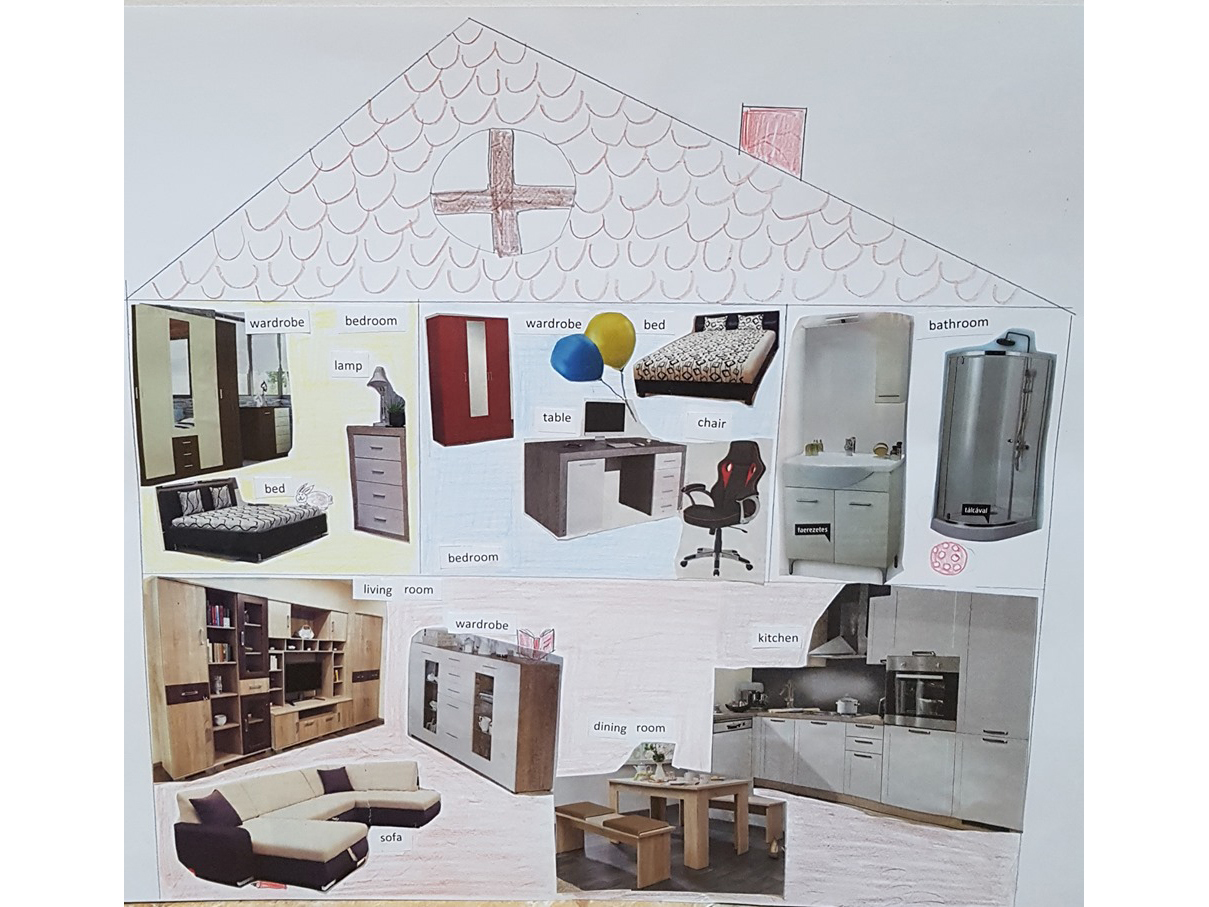 wardrobe
bedroom
lamp
bed
wardrobe
bed
table
chair
bedroom
bathroom
faerezetes
tálcával
living room
wardrobe
kitchen
dining room
sofa